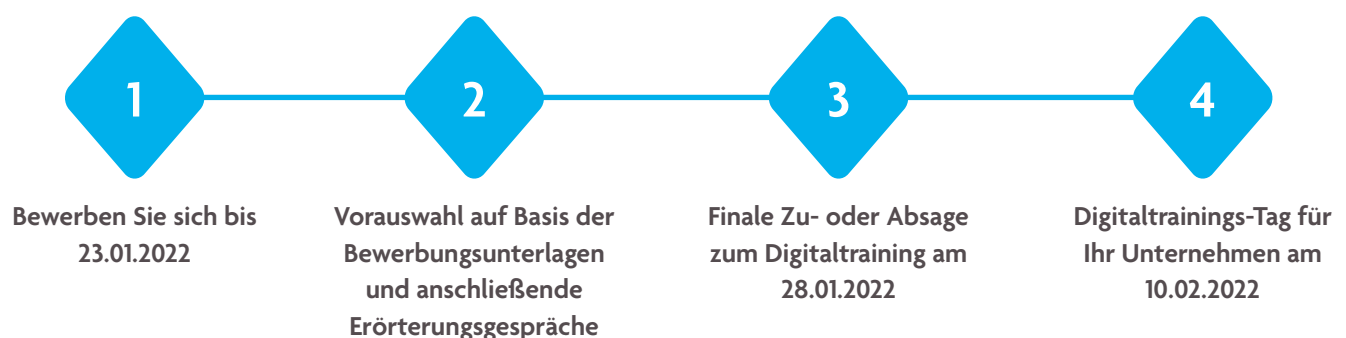 1
Bewerben Sie sich bis
23.01.2022
2
Vorauswahl auf Basis der
Bewerbungsunterlagen
und anschließende
Erörterungsgespräche
3
Finale Zu- oder Absage
zum Digitaltraining am
28.01.2022
4
Digitaltrainings-Tag für
Ihr Unternehmen am
10.02.2022